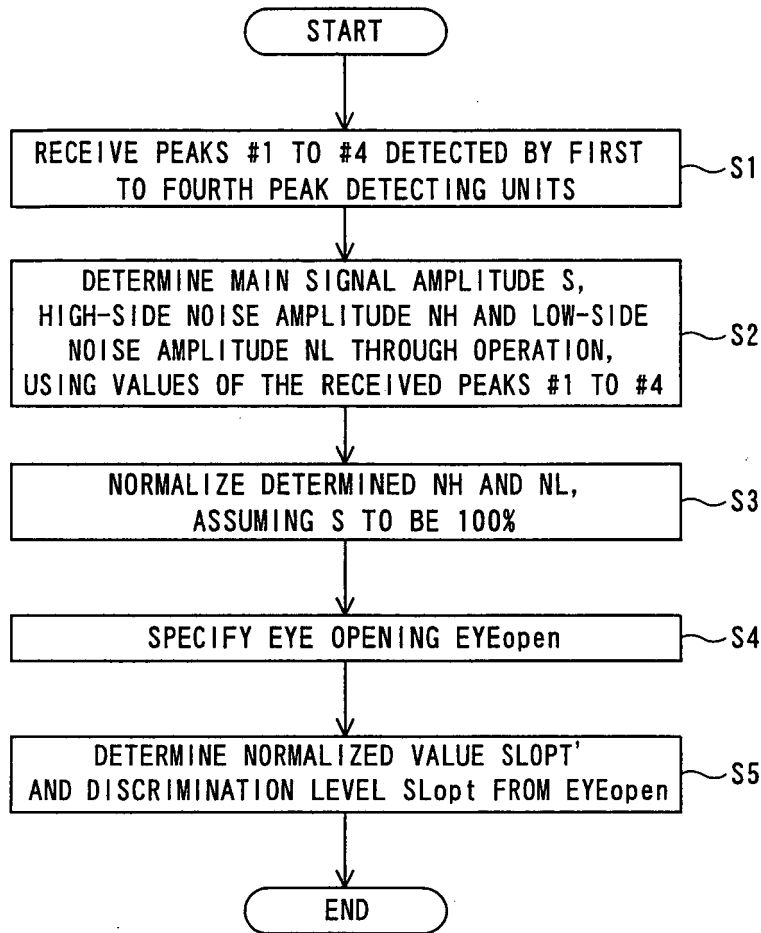 START
RECEIVE PEAKS #1 TO #4 DETECTED BY FIRST
TO FOURTH PEAK DETECTING UNITS
S1
DETERMINE MAIN SIGNAL AMPLITUDE S,
HIGH-SIDE NOISE AMPLITUDE NH AND LOW-SIDE
NOISE AMPLITUDE NL THROUGH OPERATION,
USING VALUES OF THE RECEIVED PEAKS #1 TO #4
S2
NORMALIZE DETERMINED NH AND NL,
ASSUMING S TO BE 100%
S3
SPECIFY EYE OPENING EYEopen
S4
DETERMINE NORMALIZED VALUE SLOPT'
AND DISCRIMINATION LEVEL SLopt FROM EYEopen
S5
END